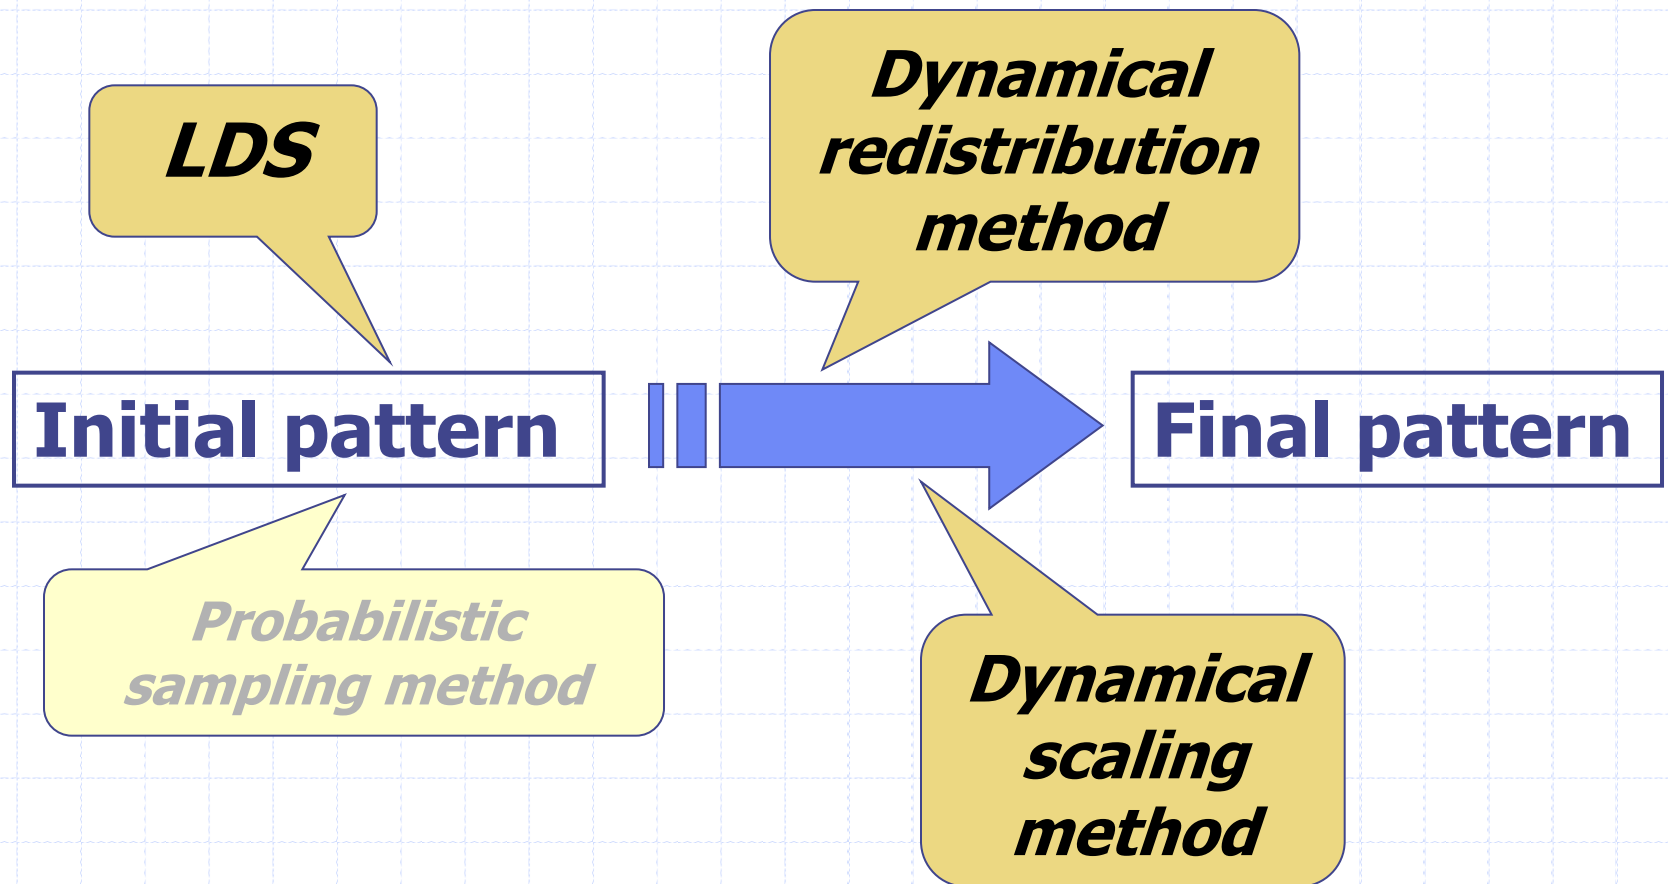 LDS
Dynamical
redistribution
method
Initial pattern
Final pattern
Probabilistic
sampling method
Dynamical
scaling
method